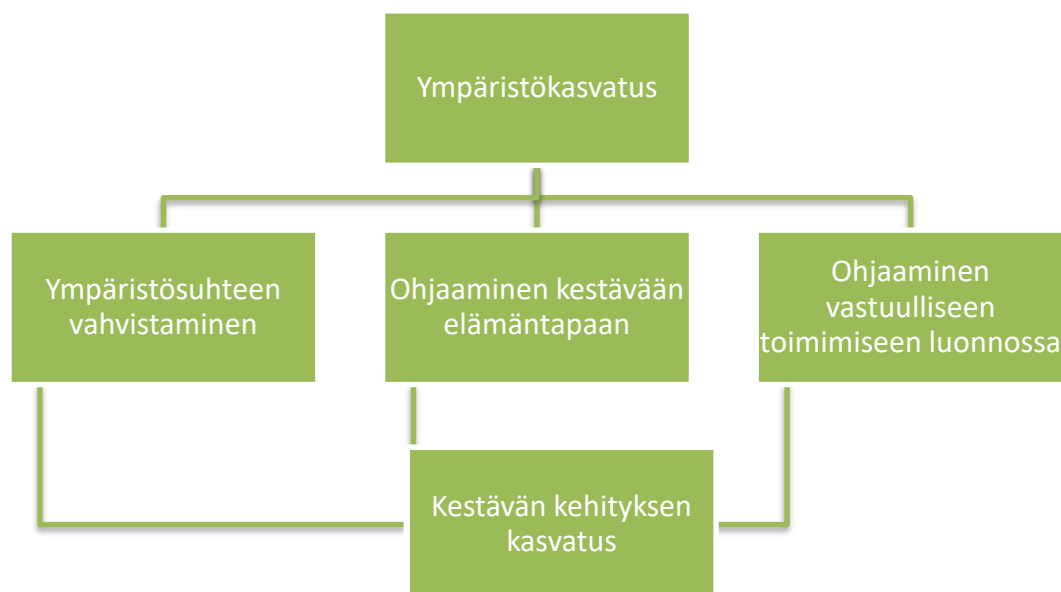 Ympäristökasvatus
Ympäristösuhteen
vahvistaminen
Ohjaaminen kestävään
elämäntapaan
Ohjaaminen
vastuulliseen
toimimiseen luonnossa
Kestävän kehityksen
kasvatus